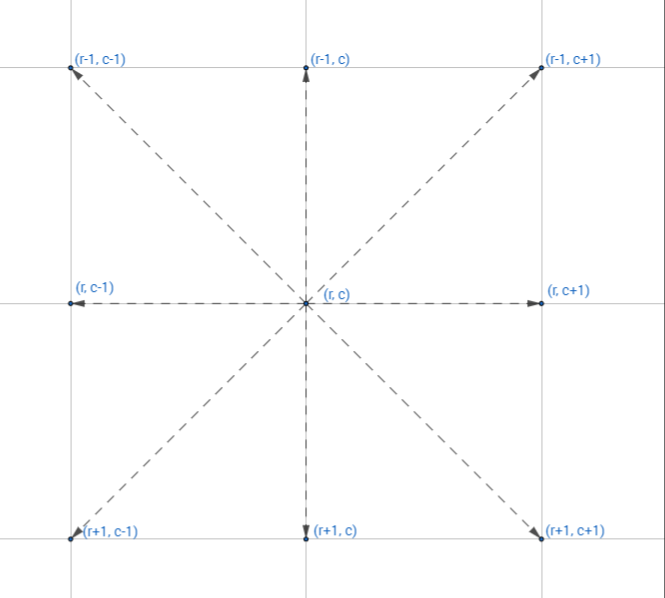 (r-1, c-1)
(r-1, c)
(r-1, c+1)
(r, c-1)
(r, c)
(r, c+1)
(r+1, c-1)
(r+1, c)
(r+1, c+1)